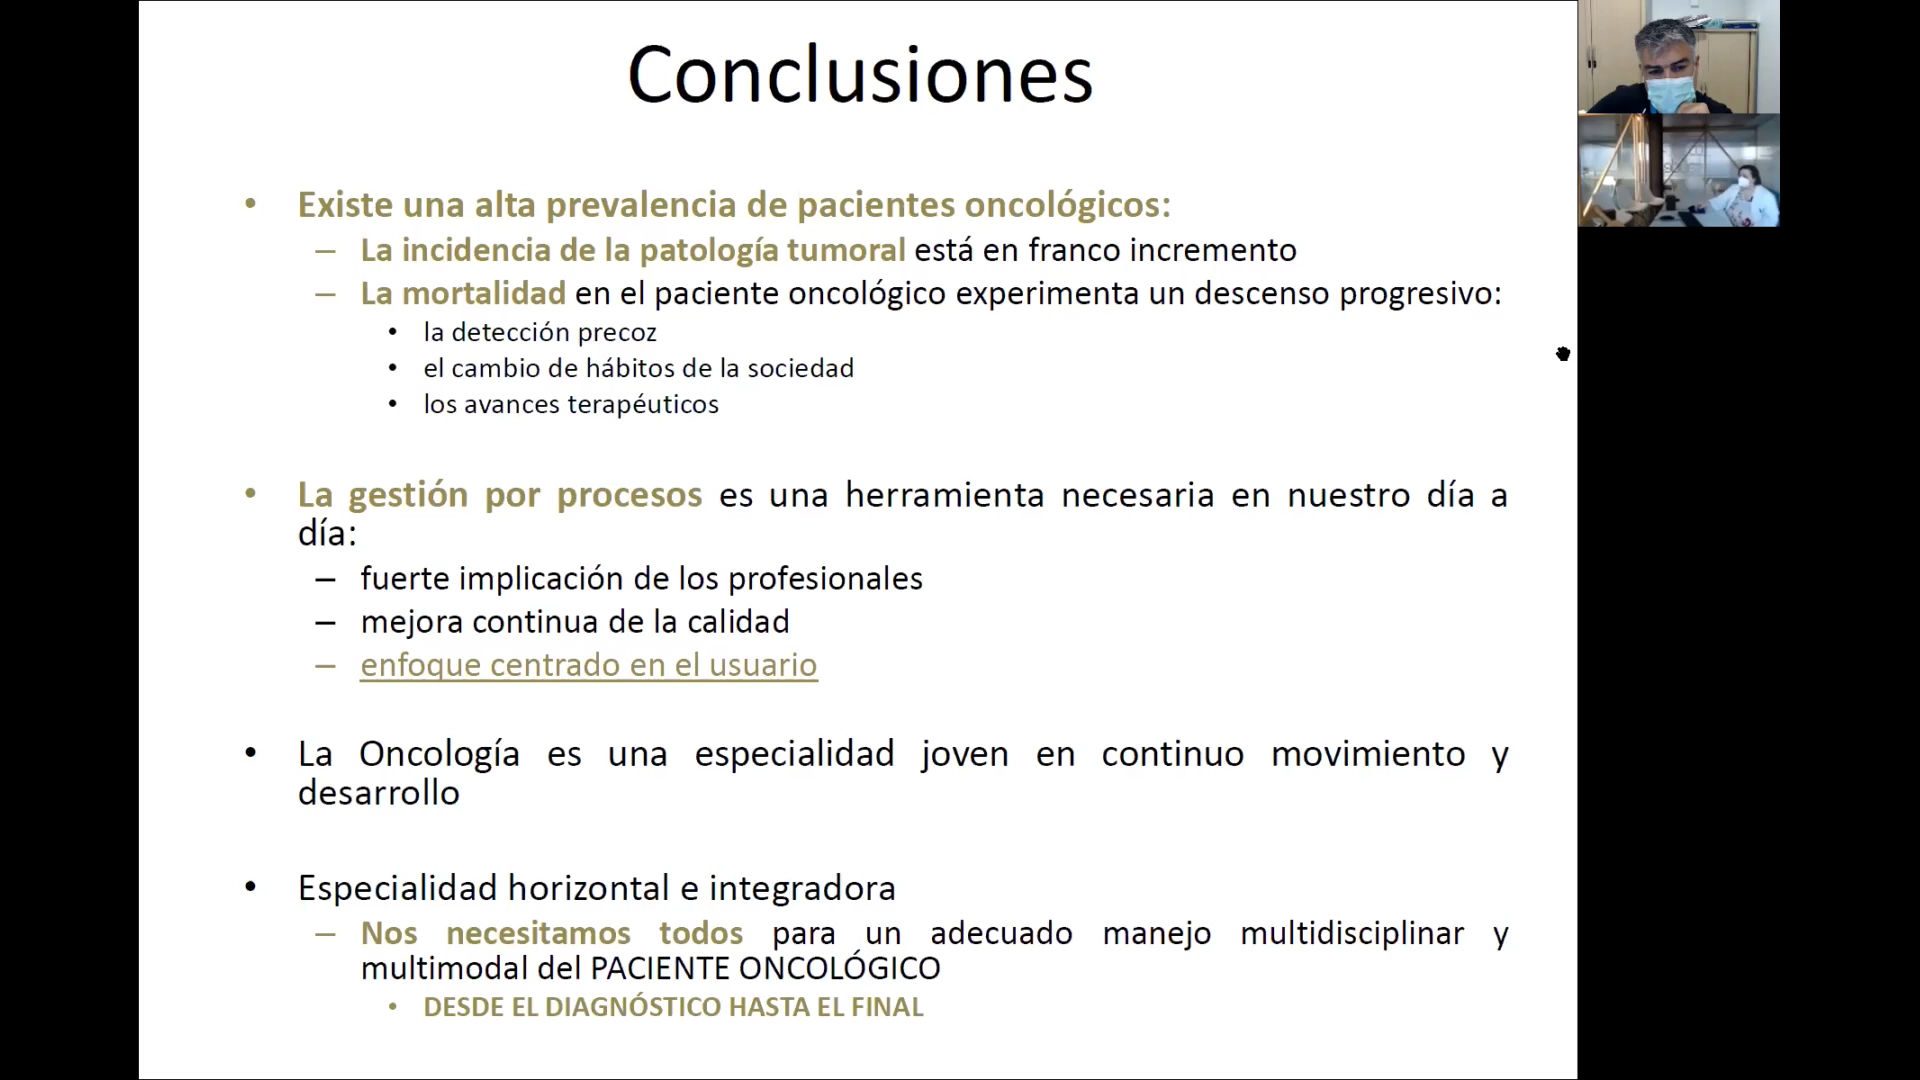 Conclusiones
• Existe una alta prevalencia de pacientes oncológicos:
– La incidencia de la patología tumoral está en franco incremento
– La mortalidad en el paciente oncológico experimenta un descenso progresivo:
• la detección precoz
• el cambio de hábitos de la sociedad
• los avances terapéuticos
• La gestión por procesos es una herramienta necesaria en nuestro día a
día:
– fuerte implicación de los profesionales
– mejora continua de la calidad
– enfoque centrado en el usuario
• La Oncología es una especialidad joven en continuo movimiento y
desarrollo
• Especialidad horizontal e integradora
– Nos necesitamos todos para un adecuado manejo multidisciplinar y
multimodal del PACIENTE ONCOLÓGICO
• DESDE EL DIAGNÓSTICO HASTA EL FINAL